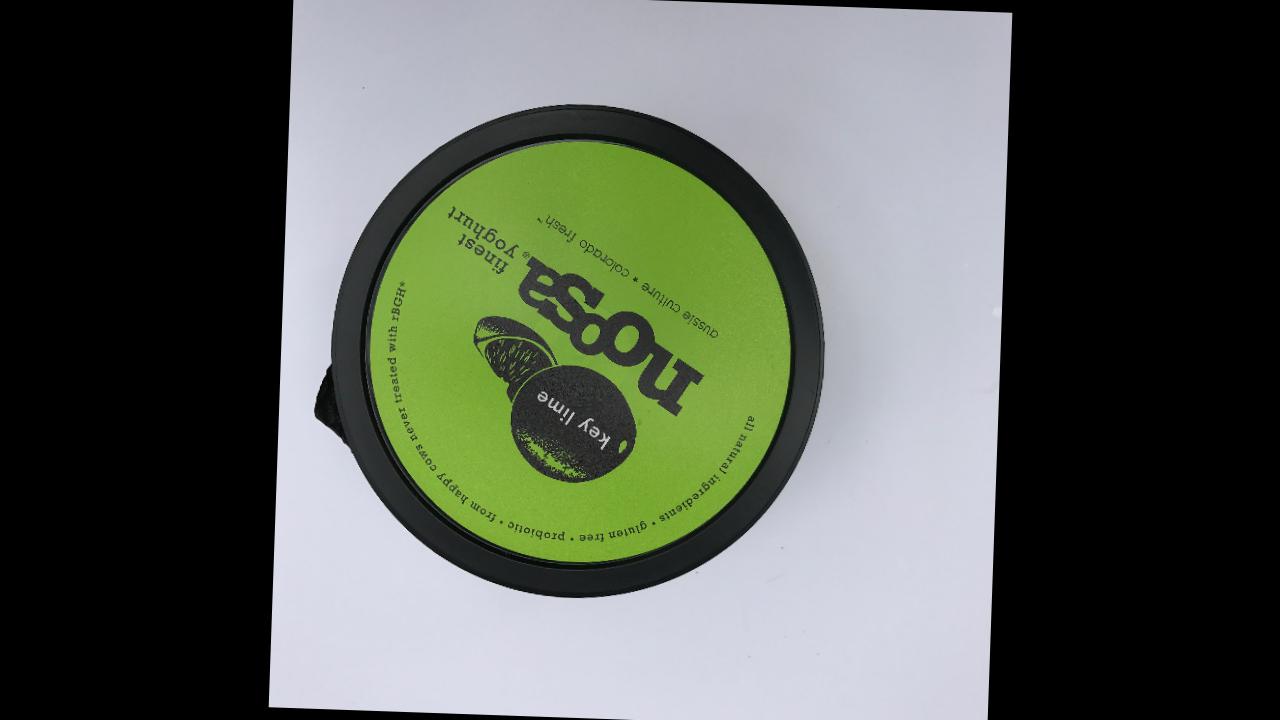 all natural ingredients • gluten free • probiotic • from happy cows never treated with rBGH*
key lime
noosa®
finest
yoghurt
aussie culture * colorado fresh™